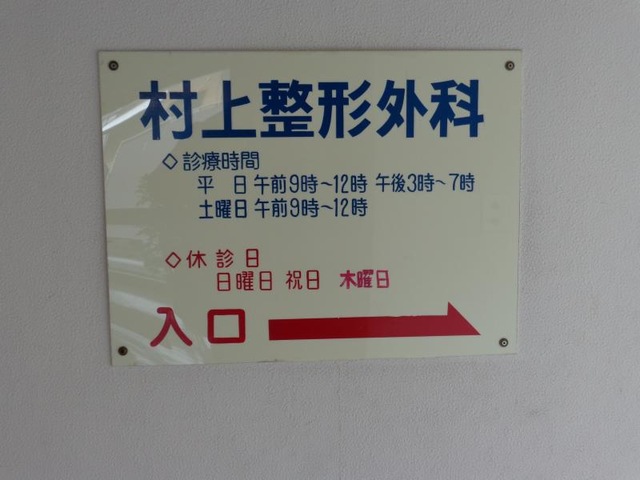 村上整形外科
◇診療時間
平 日 午前9時～12時 午後3時～7時
土曜日 午前9時～12時
◇休診日
日曜日 祝日 木曜日
入口